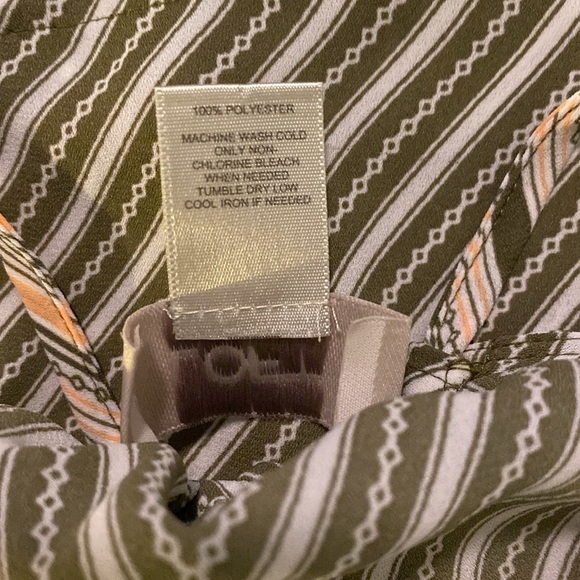 100% POLYESTER
MACHINE WASH COLD
ONLY NON-
CHLORINE BLEACH
WHEN NEEDED
TUMBLE DRY LOW
COOL IRON IF NEEDED